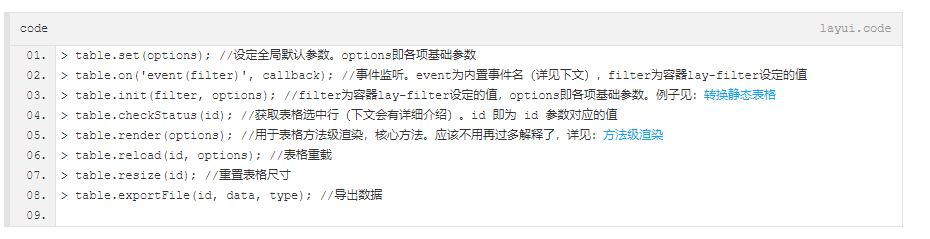 code layui.code
01. > table.set(options); //设定全局默认参数。options即各项基础参数
02. > table.on('event(filter)', callback); //事件监听。event为内置事件名（详见下文），filter为容器lay-filter设定的值
03. > table.init(filter, options); //filter为容器lay-filter设定的值，options即各项基础参数。例子见：转换静态表格
04. > table.checkStatus(id); //获取表格选中行（下文会有详细介绍）。id 即为 id 参数对应的值
05. > table.render(options); //用于表格方法级渲染，核心方法。应该不用再过多解释了，详见：方法级渲染
06. > table.reload(id, options); //表格重载
07. > table.resize(id); //重置表格尺寸
08. > table.exportFile(id, data, type); //导出数据
09.